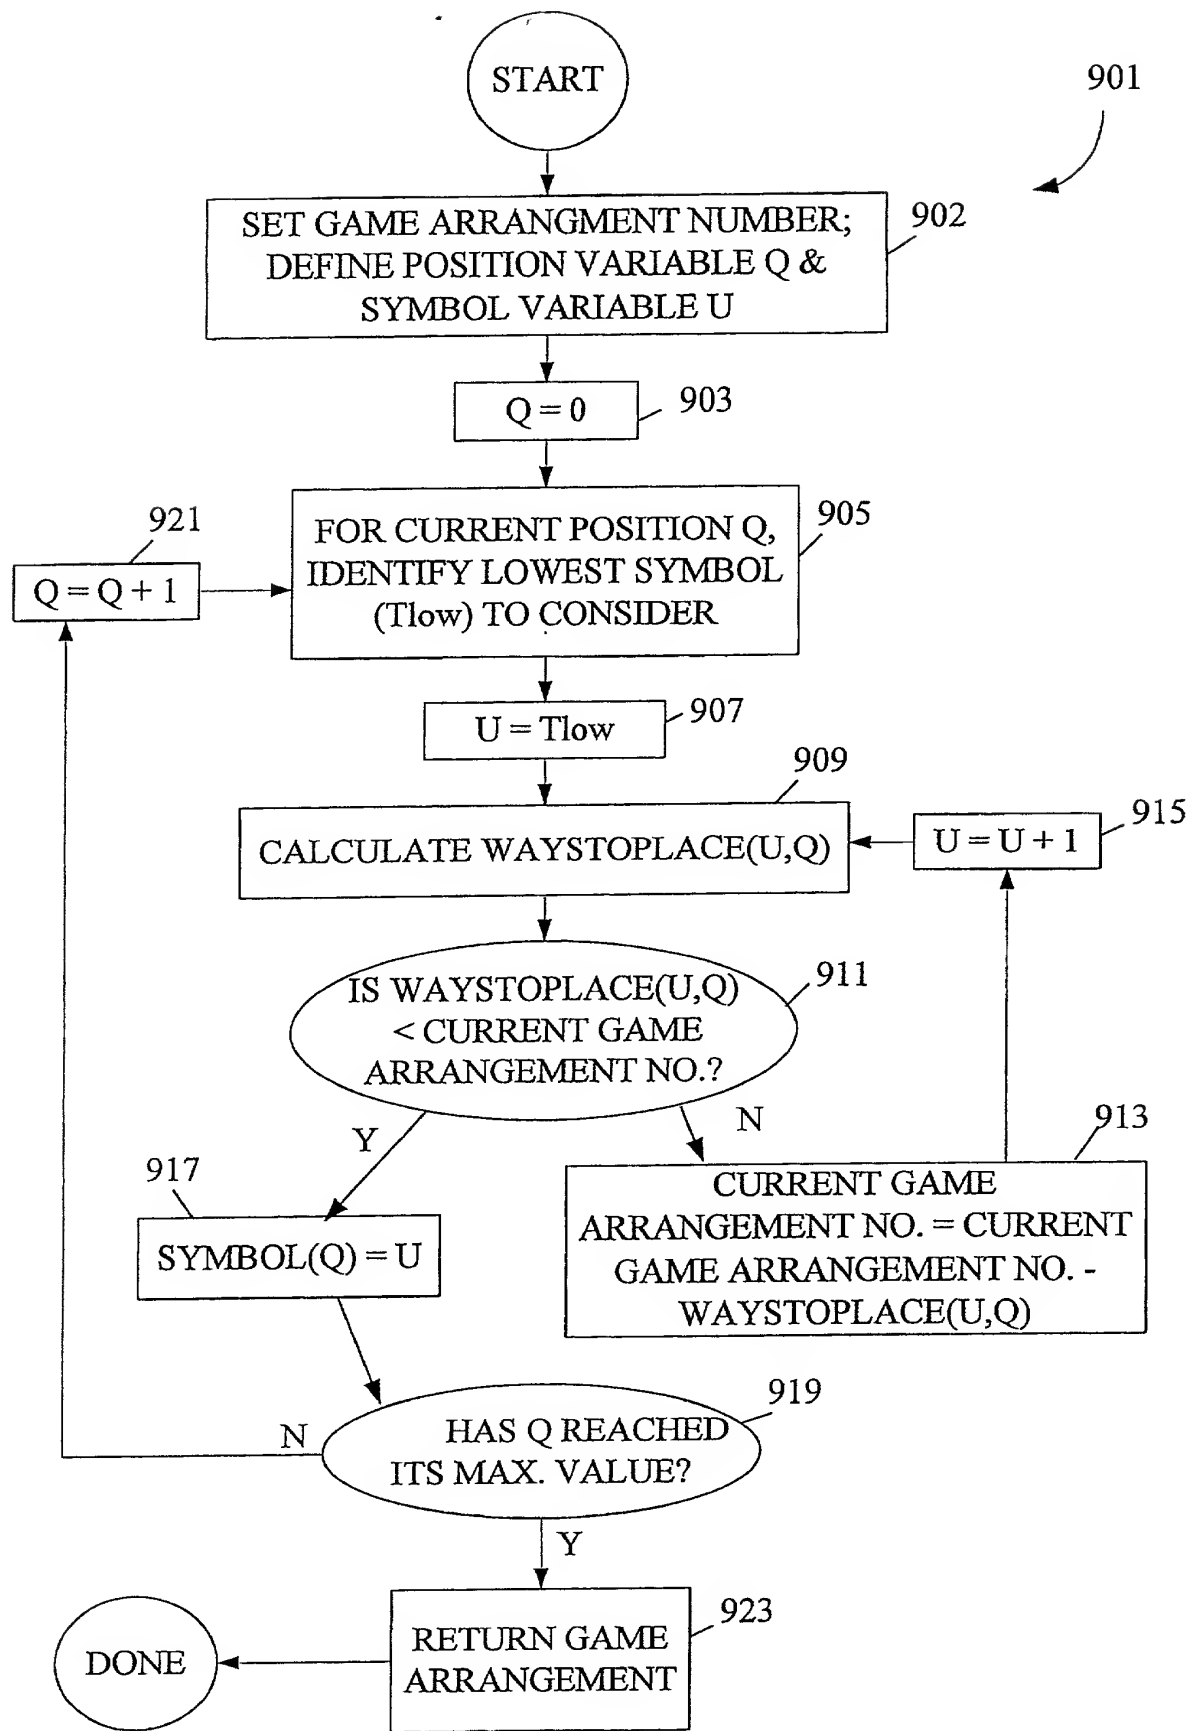 START
901
SET GAME ARRANGMENT NUMBER;
DEFINE POSITION VARIABLE Q &
SYMBOL VARIABLE U
902
Q = 0
903
921
Q = Q + 1
FOR CURRENT POSITION Q,
IDENTIFY LOWEST SYMBOL
(Tlow) TO CONSIDER
905
U = Tlow
907
909
CALCULATE WAYSTOPLACE(U,Q)
U = U + 1
915
IS WAYSTOPLACE(U,Q)
< CURRENT GAME
ARRANGEMENT NO.?
911
Y
N
913
917
SYMBOL(Q) = U
CURRENT GAME
ARRANGEMENT NO. = CURRENT
GAME ARRANGEMENT NO. -
WAYSTOPLACE(U,Q)
919
N
HAS Q REACHED
ITS MAX. VALUE?
Y
923
DONE
RETURN GAME
ARRANGEMENT